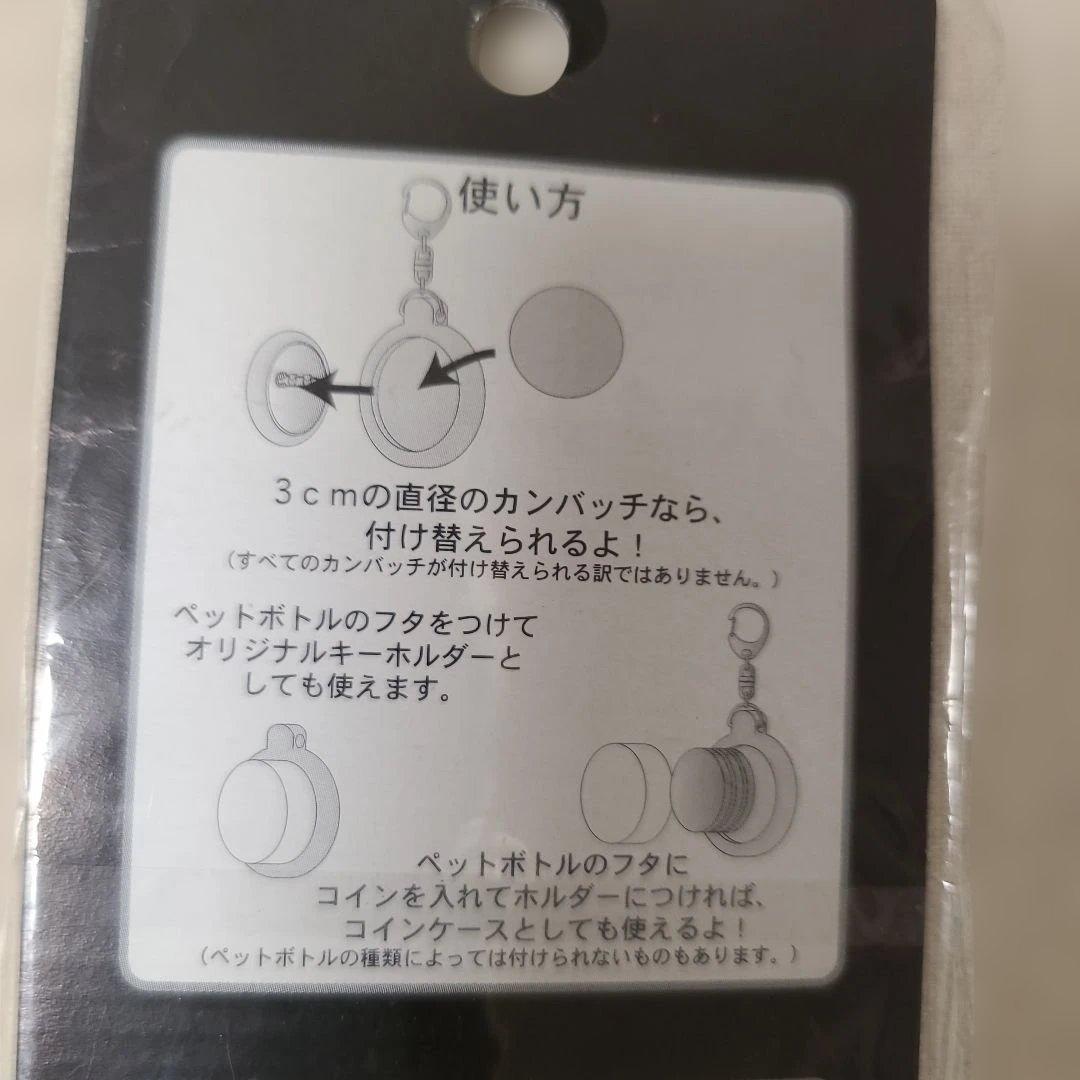 使い方
3cmの直径のカンバッチなら、
付け替えられるよ!
(すべてのカンバッチが付け替えられる訳ではありません。)
ペットボトルのフタをつけて
オリジナルキーホルダーと
しても使えます。
ペットボトルのフタに
コインを入れてホルダーにつければ、
コインケースとしても使えるよ!
(ペットボトルの種類によっては付けられないものもあります。)